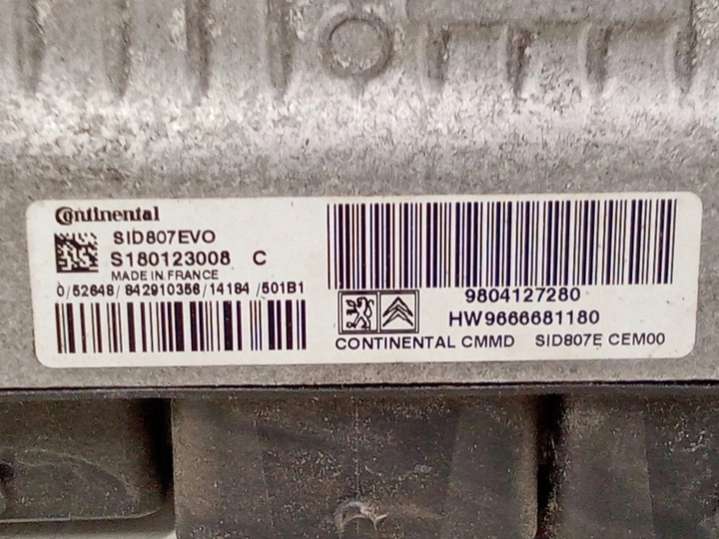 Continental
SID807EVO
S180123008 C
MADE IN FRANCE
0/52648/842910356/14184/501B1
9804127280
HW9666681180
CONTINENTAL CMMD SID807E CEM00